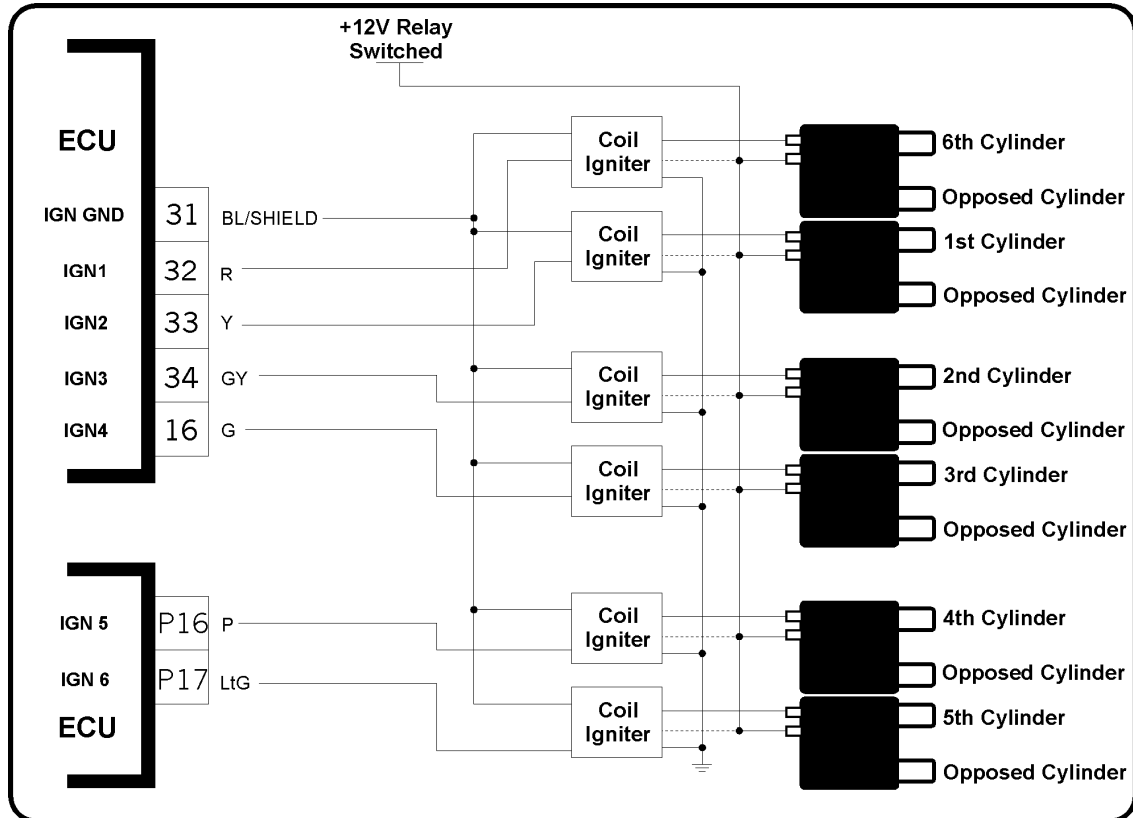 +12V Relay
Switched
ECU
IGN GND 31 BL/SHIELD
IGN1 32 R
IGN2 33 Y
IGN3 34 GY
IGN4 16 G
IGN 5 P16 P
IGN 6 P17 LtG
ECU
Coil
Igniter
Coil
Igniter
Coil
Igniter
Coil
Igniter
Coil
Igniter
Coil
Igniter
6th Cylinder
Opposed Cylinder
1st Cylinder
Opposed Cylinder
2nd Cylinder
Opposed Cylinder
3rd Cylinder
Opposed Cylinder
4th Cylinder
Opposed Cylinder
5th Cylinder
Opposed Cylinder